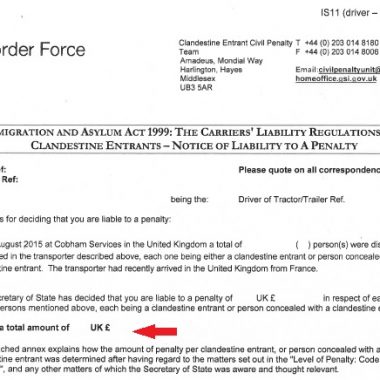 IS11 (driver –
order Force
Clandestine Entrant Civil Penalty
Team
Amadeus, Mondial Way
Harlington, Hayes
Middlesex
UB3 5AR
T +44 (0) 203 014 8180
F +44 (0) 203 014 8006
Email:civilpenaltyunit@
homeoffice.gsi.gov.uk
MIGRATION AND ASYLUM ACT 1999: THE CARRIERS' LIABILITY REGULATIONS
CLANDESTINE ENTRANTS – NOTICE OF LIABILITY TO A PENALTY
ef:
Please quote on all correspondenc
Ref:
being the: Driver of Tractor/Trailer Ref.
s for deciding that you are liable to a penalty:
ugust 2015 at Cobham Services in the United Kingdom a total of ( ) person(s) were dis
d in the transporter described above, each one being either a clandestine entrant or person conceale
stine entrant. The transporter had recently arrived in the United Kingdom from France.
cretary of State has decided that you are liable to a penalty of UK £ in respect of ea
persons mentioned above, each being a clandestine entrant or person concealed with a clandestine e
a total amount of UK £
ched annex explains how the amount of penalty per clandestine entrant, or person concealed with a
stine entrant was determined after having regard to the matters set out in the "Level of Penalty: Code
", and any other matters of which the Secretary of State was aware and thought relevant.